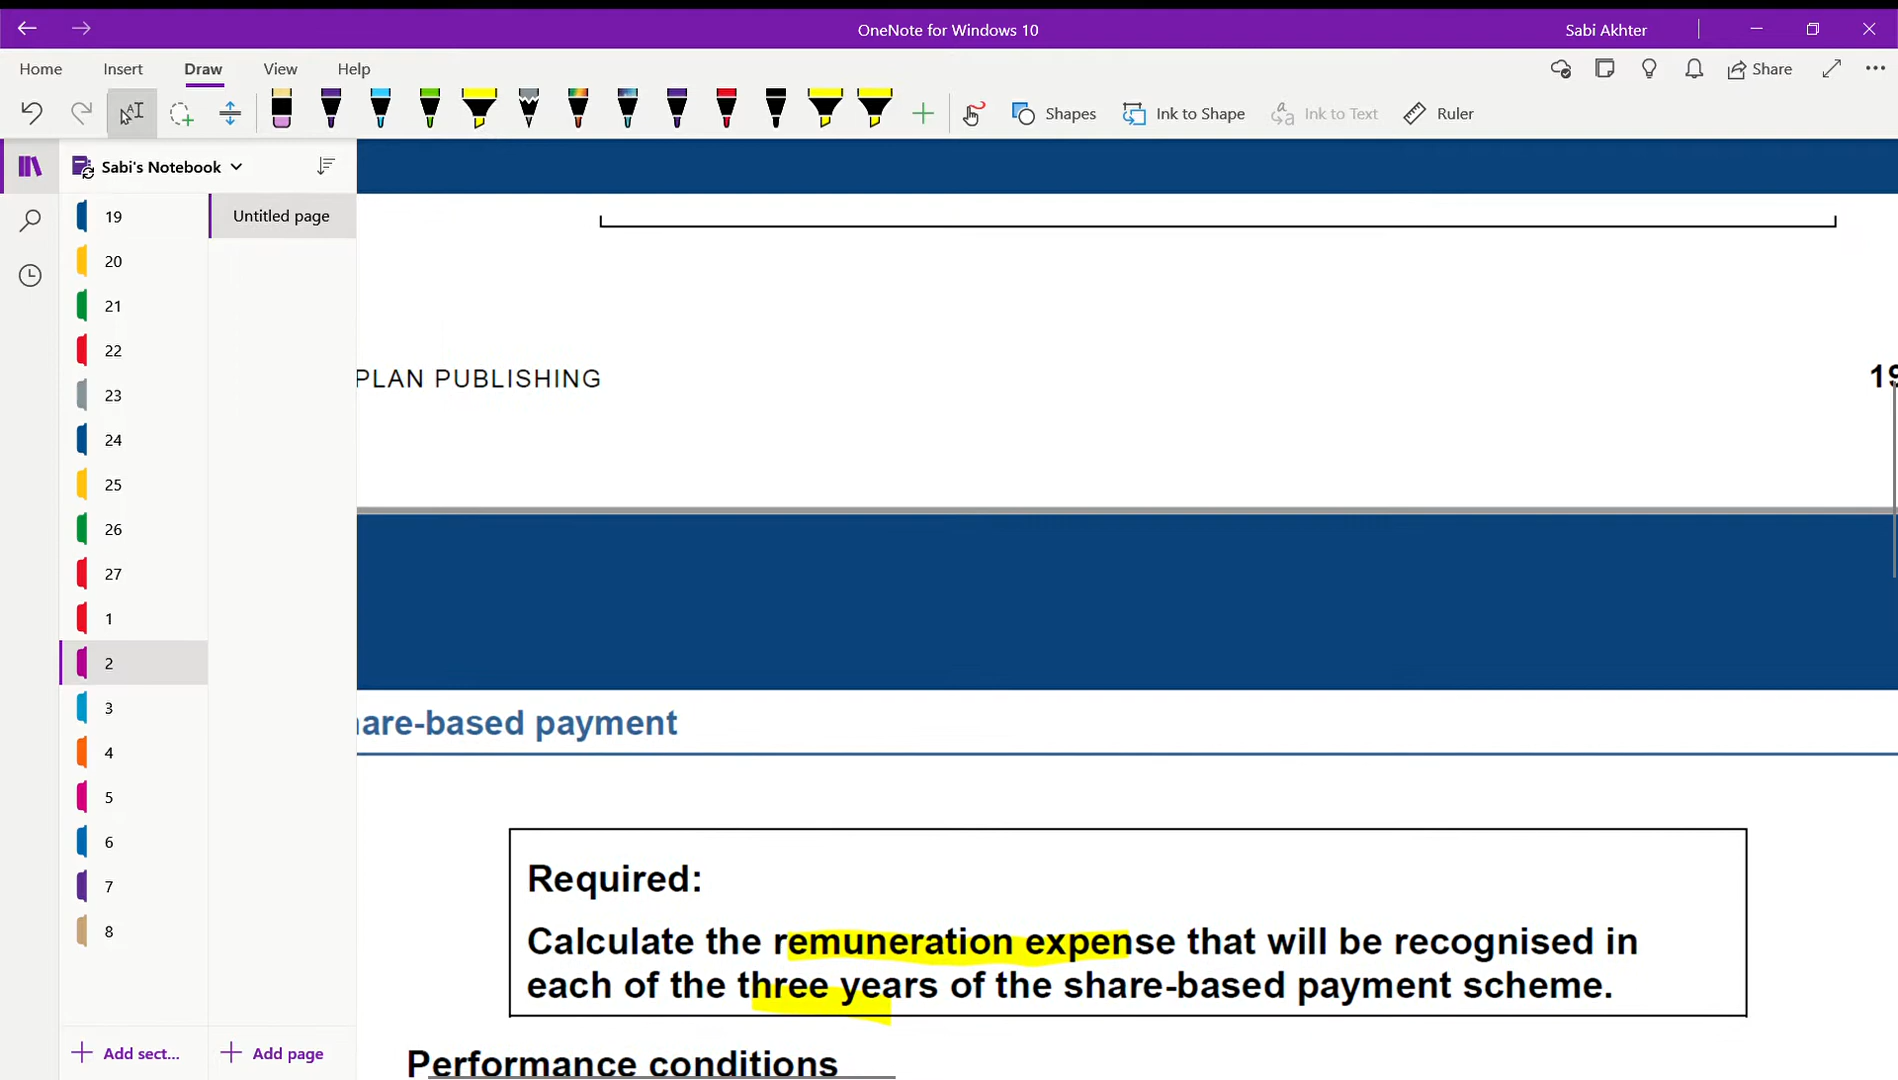 OneNote for Windows 10
Sabi Akhter
Home
Insert
Draw
View
Help
Share
Shapes
Ink to Shape
Ink to Text
Ruler
Sabi's Notebook
19
20
21
22
23
24
25
26
27
1
2
3
4
5
6
7
8
Add sect...
Untitled page
Add page
PLAN PUBLISHING
19
hare-based payment
Required:
Calculate the remuneration expense that will be recognised in
each of the three years of the share-based payment scheme.
Performance conditions